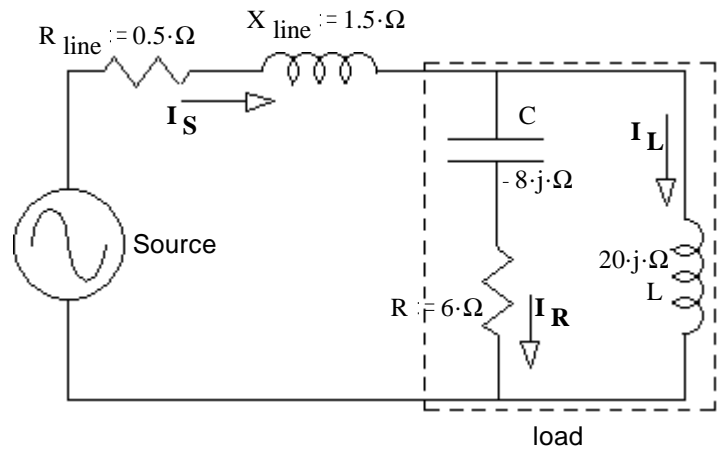 R line := 0.5·Ω
X line := 1.5·Ω
I S
C
- 8·j·Ω
I L
Source
20·j·Ω
L
R := 6·Ω
I R
load